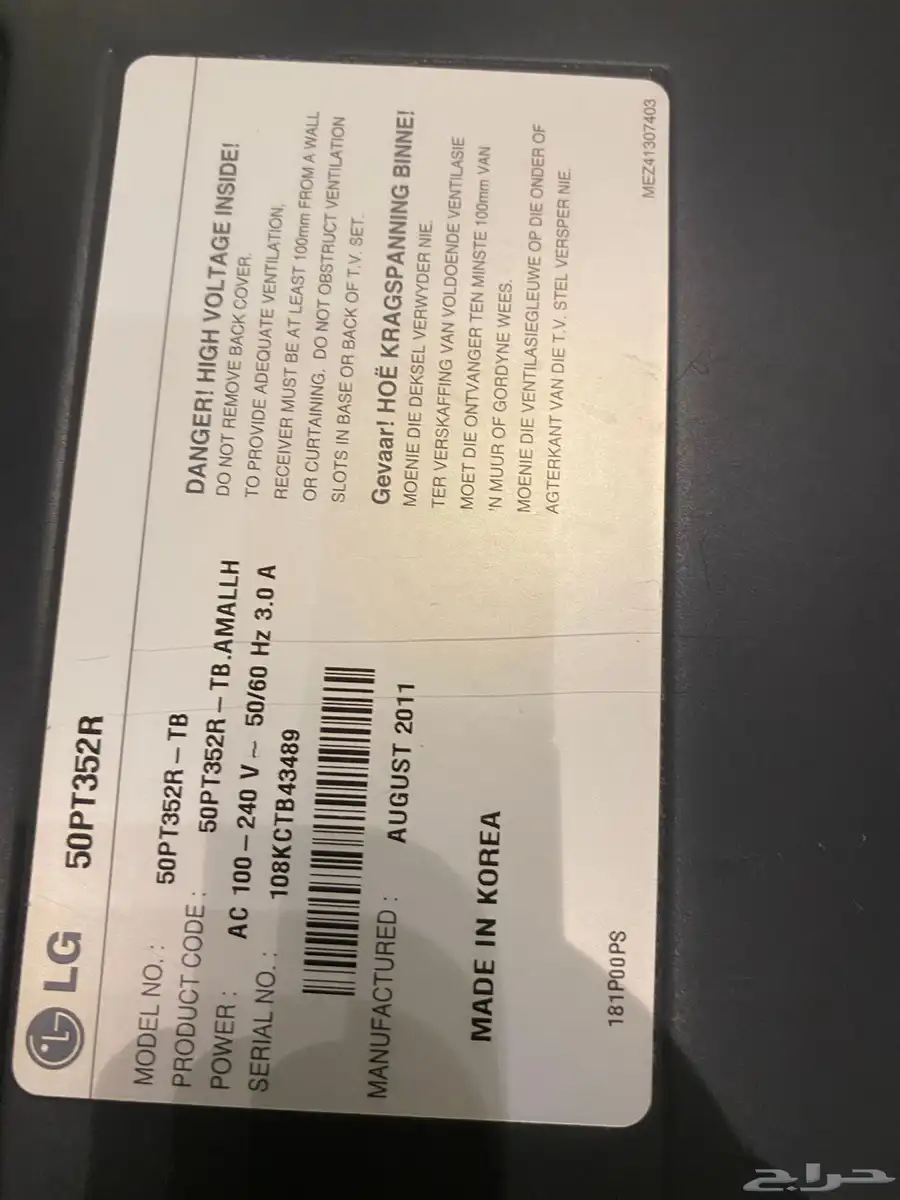 LG 50PT352R
MODEL NO. : 50PT352R-TB
PRODUCT CODE : 50PT352R-TB.AMALLH
POWER : AC 100-240 V~ 50/60 Hz 3.0 A
SERIAL NO. : 108KCTB43489
MANUFACTURED : AUGUST 2011
MADE IN KOREA
181P00PS
DANGER! HIGH VOLTAGE INSIDE!
DO NOT REMOVE BACK COVER.
TO PROVIDE ADEQUATE VENTILATION,
RECEIVER MUST BE AT LEAST 100mm FROM A WALL
OR CURTAINING. DO NOT OBSTRUCT VENTILATION
SLOTS IN BASE OR BACK OF T.V. SET.
Gevaar! HOË KRAGSPANNING BINNE!
MOENIE DIE DEKSEL VERWYDER NIE.
TER VERSKAFFING VAN VOLDOENDE VENTILASIE
MOET DIE ONTVANGER TEN MINSTE 100mm VAN
'N MUUR OF GORDYNE WEES.
MOENIE DIE VENTILASIEGLEUWE OP DIE ONDER OF
AGTERKANT VAN DIE T.V. STEL VERSPER NIE.
MEZ41307403
حراج